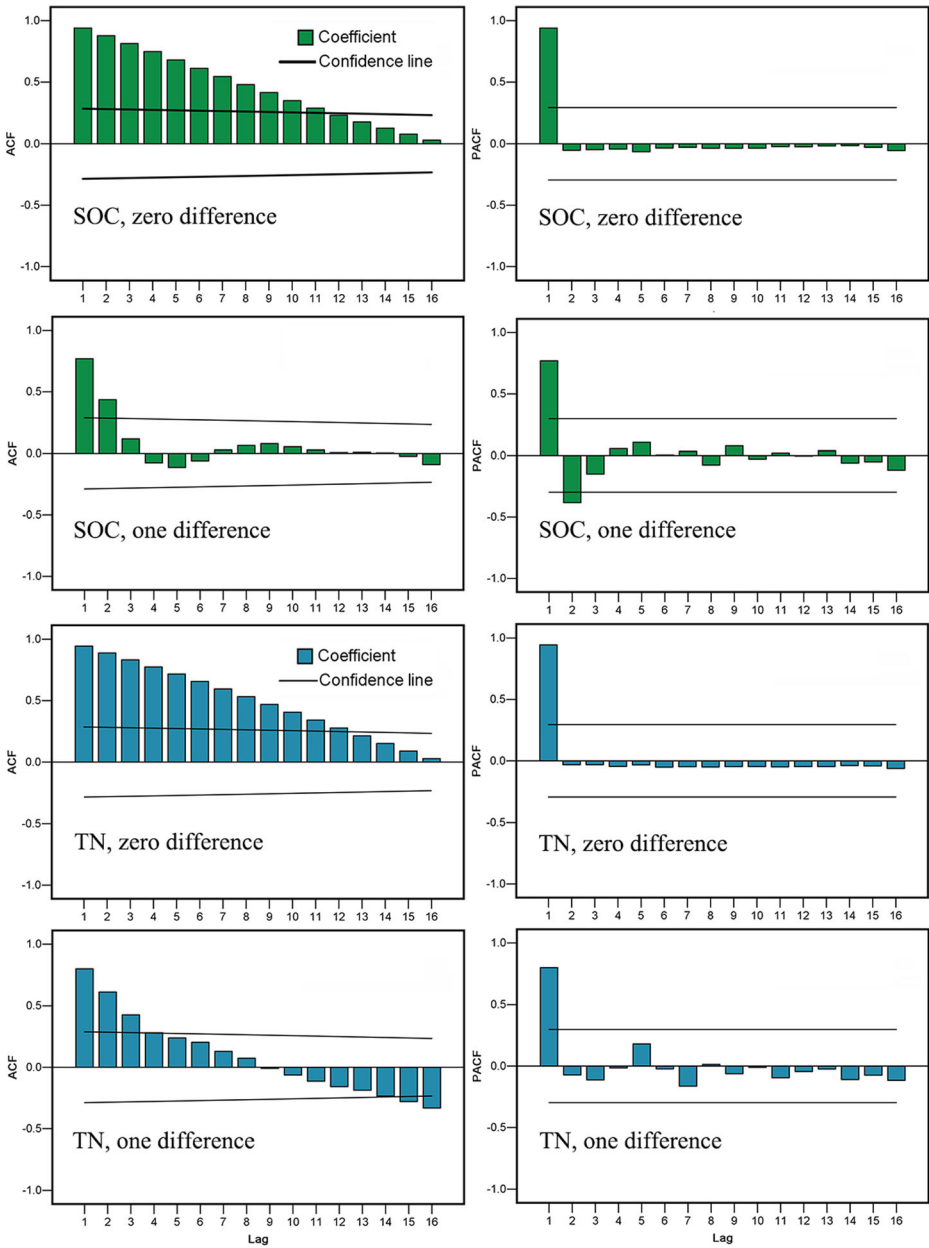 1.0
0.5
0.0
-0.5
-1.0
ACF
Coefficient
Confidence line
SOC, zero difference
1 2 3 4 5 6 7 8 9 10 11 12 13 14 15 16
1.0
0.5
0.0
-0.5
-1.0
PACF
SOC, zero difference
1 2 3 4 5 6 7 8 9 10 11 12 13 14 15 16
1.0
0.5
0.0
-0.5
-1.0
ACF
SOC, one difference
1 2 3 4 5 6 7 8 9 10 11 12 13 14 15 16
1.0
0.5
0.0
-0.5
-1.0
PACF
SOC, one difference
1 2 3 4 5 6 7 8 9 10 11 12 13 14 15 16
1.0
0.5
0.0
-0.5
-1.0
ACF
Coefficient
Confidence line
TN, zero difference
1 2 3 4 5 6 7 8 9 10 11 12 13 14 15 16
1.0
0.5
0.0
-0.5
-1.0
PACF
TN, zero difference
1 2 3 4 5 6 7 8 9 10 11 12 13 14 15 16
1.0
0.5
0.0
-0.5
-1.0
ACF
TN, one difference
1 2 3 4 5 6 7 8 9 10 11 12 13 14 15 16
Lag
1.0
0.5
0.0
-0.5
-1.0
PACF
TN, one difference
1 2 3 4 5 6 7 8 9 10 11 12 13 14 15 16
Lag